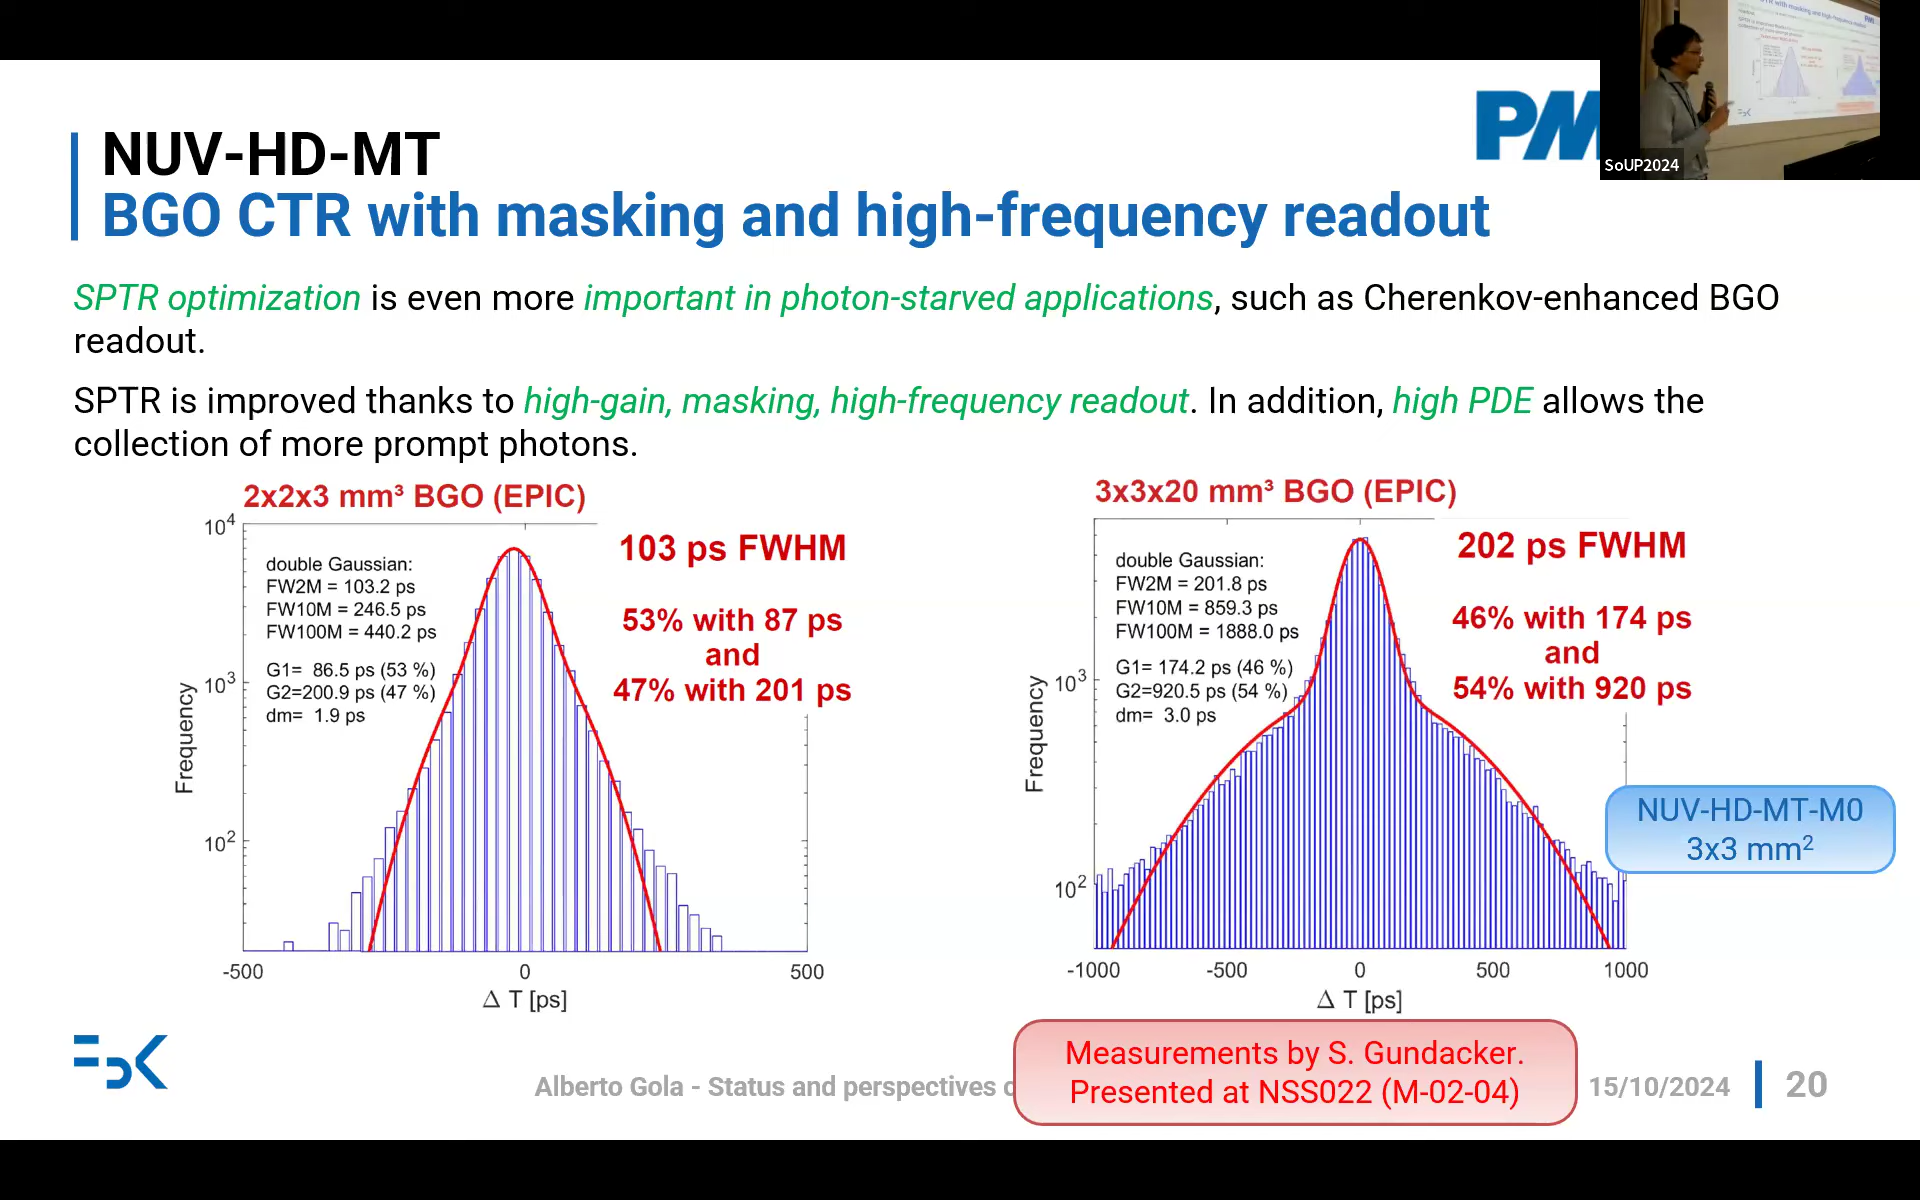 NUV-HD-MT
BGO CTR with masking and high-frequency readout
PM
SoUP2024
SPTR optimization is even more important in photon-starved applications, such as Cherenkov-enhanced BGO
readout.
SPTR is improved thanks to high-gain, masking, high-frequency readout. In addition, high PDE allows the
collection of more prompt photons.
2x2x3 mm³ BGO (EPIC)
103 ps FWHM
53% with 87 ps
and
47% with 201 ps
double Gaussian:
FW2M = 103.2 ps
FW10M = 246.5 ps
FW100M = 440.2 ps
G1= 86.5 ps (53 %)
G2=200.9 ps (47 %)
dm= 1.9 ps
10⁴
10³
10²
Frequency
-500 0 500
Δ T [ps]
3x3x20 mm³ BGO (EPIC)
202 ps FWHM
46% with 174 ps
and
54% with 920 ps
double Gaussian:
FW2M = 201.8 ps
FW10M = 859.3 ps
FW100M = 1888.0 ps
G1= 174.2 ps (46 %)
G2=920.5 ps (54 %)
dm= 3.0 ps
10³
10²
Frequency
-1000 -500 0 500 1000
Δ T [ps]
NUV-HD-MT-M0
3x3 mm²
Measurements by S. Gundacker.
Presented at NSS022 (M-02-04)
FBK
Alberto Gola - Status and perspectives
15/10/2024
20